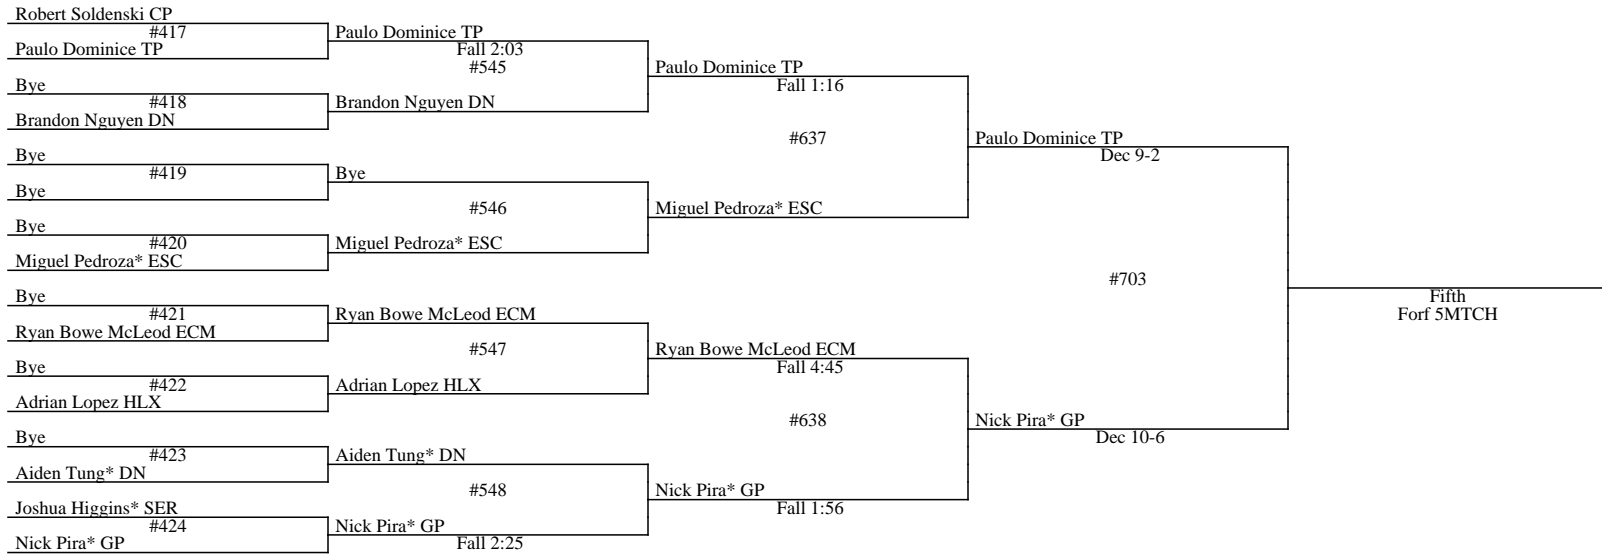 Robert Soldenski CP
#417
Paulo Dominice TP
Bye
#418
Brandon Nguyen DN
Bye
#419
Bye
Bye
#420
Miguel Pedroza* ESC
Bye
#421
Ryan Bowe McLeod ECM
Bye
#422
Adrian Lopez HLX
Bye
#423
Aiden Tung* DN
Joshua Higgins* SER
#424
Nick Pira* GP
Paulo Dominice TP
Fall 2:03
#545
Brandon Nguyen DN
Bye
#546
Miguel Pedroza* ESC
Ryan Bowe McLeod ECM
#547
Adrian Lopez HLX
Aiden Tung* DN
#548
Nick Pira* GP
Fall 2:25
Paulo Dominice TP
Fall 1:16
#637
Miguel Pedroza* ESC
Ryan Bowe McLeod ECM
Fall 4:45
#638
Nick Pira* GP
Fall 1:56
Paulo Dominice TP
Dec 9-2
#703
Nick Pira* GP
Dec 10-6
Fifth
Forf 5MTCH